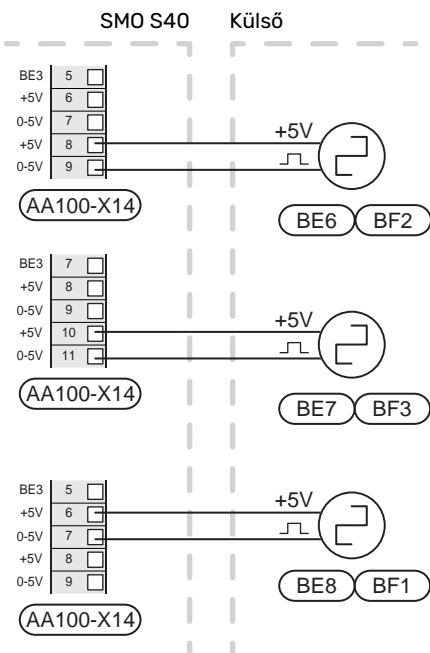 SMO S40 Külső
BE3 5
+5V 6
0-5V 7
+5V 8 +5V
0-5V 9
AA100-X14
BE6 BF2
BE3 7
+5V 8
0-5V 9
+5V 10 +5V
0-5V 11
AA100-X14
BE7 BF3
BE3 5
+5V 6 +5V
0-5V 7
+5V 8
0-5V 9
BE8 BF1
AA100-X14